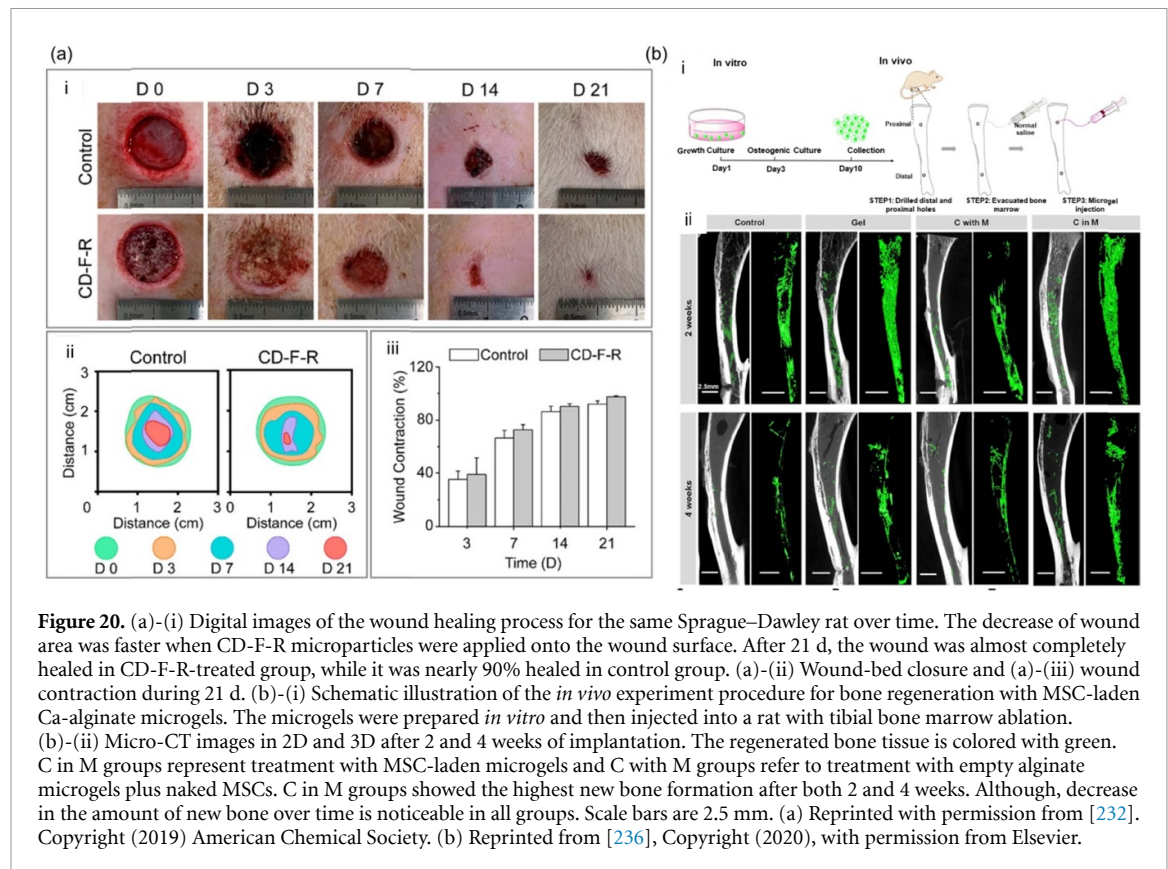 (a)
i
D 0 D 3 D 7 D 14 D 21
Control
0.5mm
CD-F-R
0.5mm 0.5mm
ii
Control CD-F-R
3
2
1
0
Distance (cm)
1 2 3 0 1 2 3
Distance (cm) Distance (cm)
D 0 D 3 D 7 D 14 D 21
iii
Control CD-F-R
120
80
40
0
Wound Contraction (%)
3 7 14 21
Time (D)
(b)
i
In vitro In vivo
Proximal
Normal
saline
Growth Culture Osteogenic Culture Collection
Day1 Day3 Day10
Distal
STEP1: Drilled distal and
proximal holes
STEP2: Evacuated bone
marrow
STEP3: Microgel
injection
ii
Control Gel C with M C in M
2 weeks
2.5mm
4 weeks
Figure 20. (a)-(i) Digital images of the wound healing process for the same Sprague–Dawley rat over time. The decrease of wound
area was faster when CD-F-R microparticles were applied onto the wound surface. After 21 d, the wound was almost completely
healed in CD-F-R-treated group, while it was nearly 90% healed in control group. (a)-(ii) Wound-bed closure and (a)-(iii) wound
contraction during 21 d. (b)-(i) Schematic illustration of the in vivo experiment procedure for bone regeneration with MSC-laden
Ca-alginate microgels. The microgels were prepared in vitro and then injected into a rat with tibial bone marrow ablation.
(b)-(ii) Micro-CT images in 2D and 3D after 2 and 4 weeks of implantation. The regenerated bone tissue is colored with green.
C in M groups represent treatment with MSC-laden microgels and C with M groups refer to treatment with empty alginate
microgels plus naked MSCs. C in M groups showed the highest new bone formation after both 2 and 4 weeks. Although, decrease
in the amount of new bone over time is noticeable in all groups. Scale bars are 2.5 mm. (a) Reprinted with permission from [232].
Copyright (2019) American Chemical Society. (b) Reprinted from [236], Copyright (2020), with permission from Elsevier.